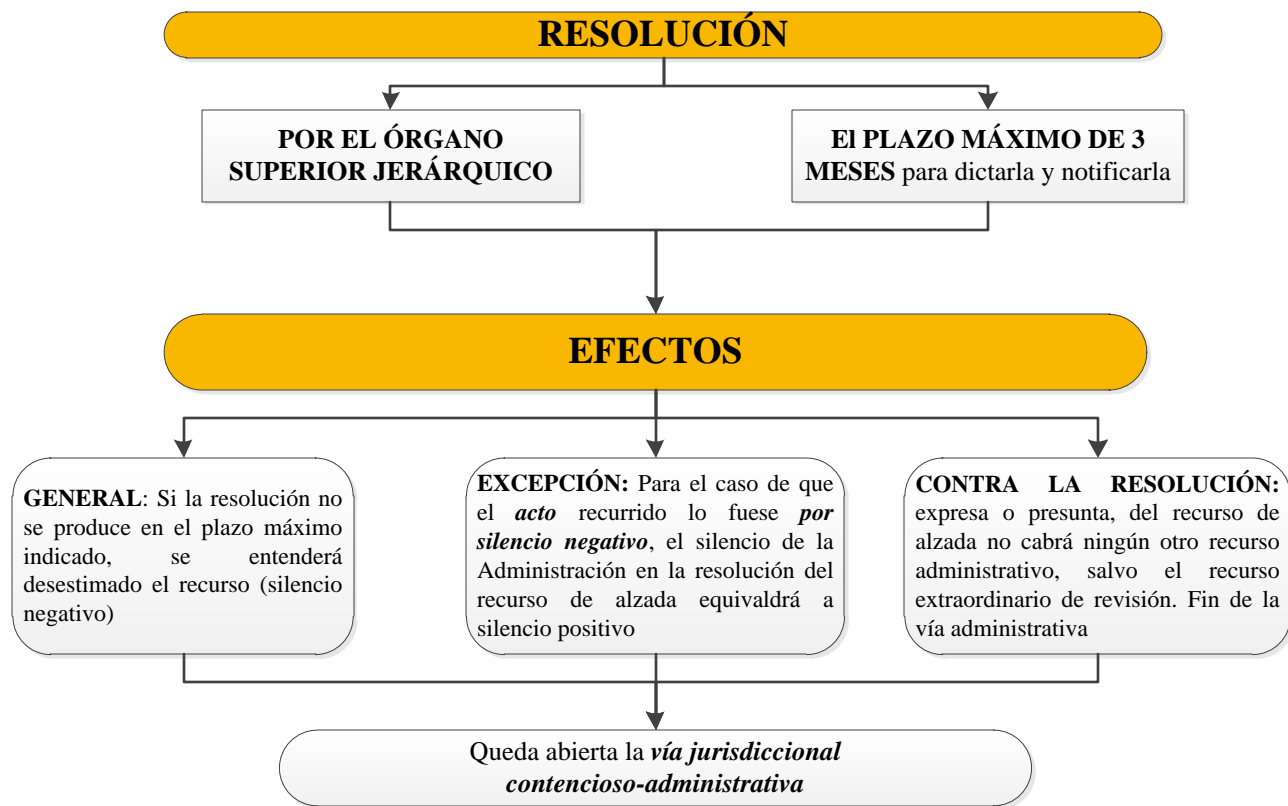 RESOLUCIÓN
POR EL ÓRGANO
SUPERIOR JERÁRQUICO
El PLAZO MÁXIMO DE 3
MESES para dictarla y notificarla
EFECTOS
GENERAL: Si la resolución no
se produce en el plazo máximo
indicado, se entenderá
desestimado el recurso (silencio
negativo)
EXCEPCIÓN: Para el caso de que
el acto recurrido lo fuese por
silencio negativo, el silencio de la
Administración en la resolución del
recurso de alzada equivaldrá a
silencio positivo
CONTRA LA RESOLUCIÓN:
expresa o presunta, del recurso de
alzada no cabrá ningún otro recurso
administrativo, salvo el recurso
extraordinario de revisión. Fin de la
vía administrativa
Queda abierta la vía jurisdiccional
contencioso-administrativa